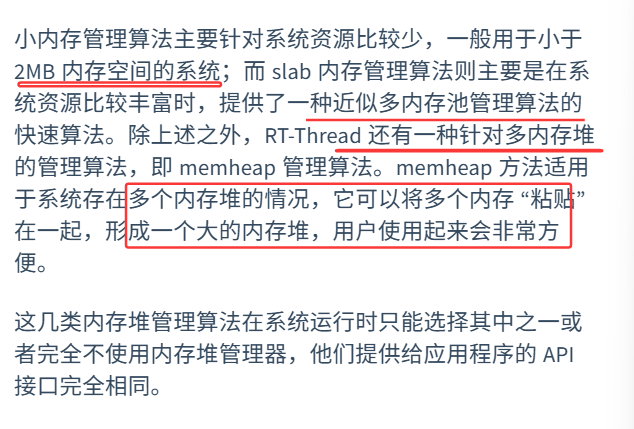 小内存管理算法主要针对系统资源比较少，一般用于小于
2MB 内存空间的系统；而 slab 内存管理算法则主要是在系
统资源比较丰富时，提供了一种近似多内存池管理算法的
快速算法。除上述之外，RT-Thread 还有一种针对多内存堆
的管理算法，即 memheap 管理算法。memheap 方法适用
于系统存在多个内存堆的情况，它可以将多个内存 “粘贴”
在一起，形成一个大的内存堆，用户使用起来会非常方
便。
这几类内存堆管理算法在系统运行时只能选择其中之一或
者完全不使用内存堆管理器，他们提供给应用程序的 API
接口完全相同。